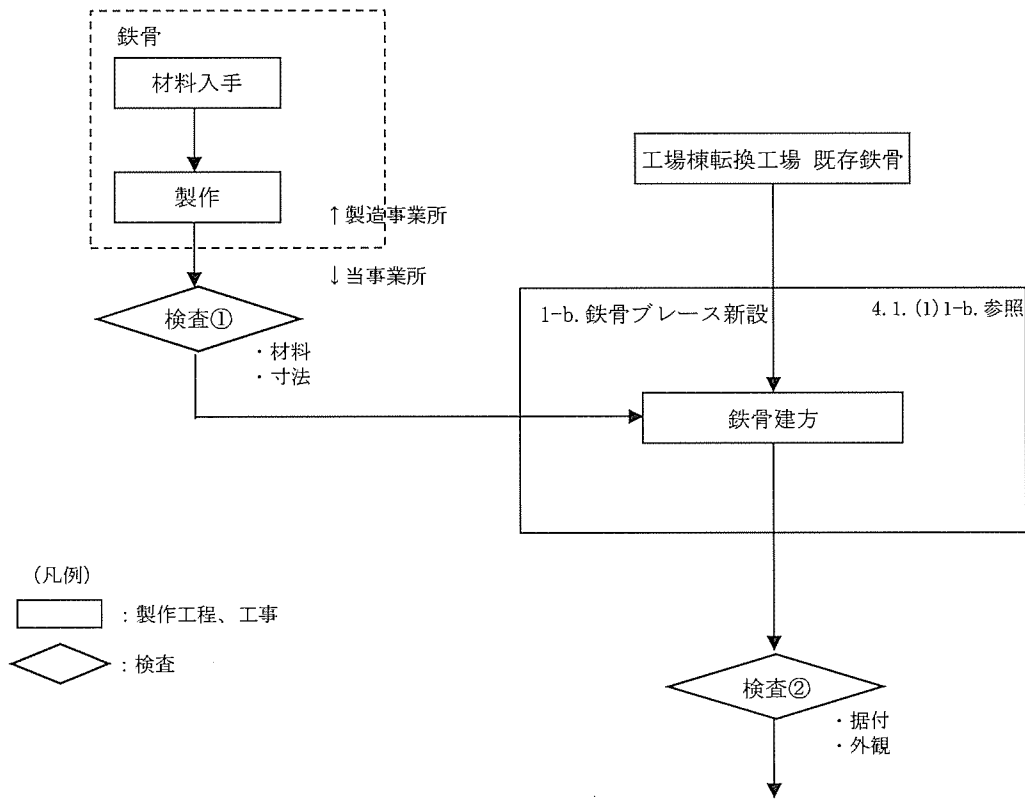 鉄骨
材料入手
製作
↑製造事業所
↓当事業所
検査①
・材料
・寸法
工場棟転換工場 既存鉄骨
1-b. 鉄骨ブレース新設
4.1.(1)1-b. 参照
鉄骨建方
検査②
・据付
・外観
(凡例)
：製作工程、工事
：検査